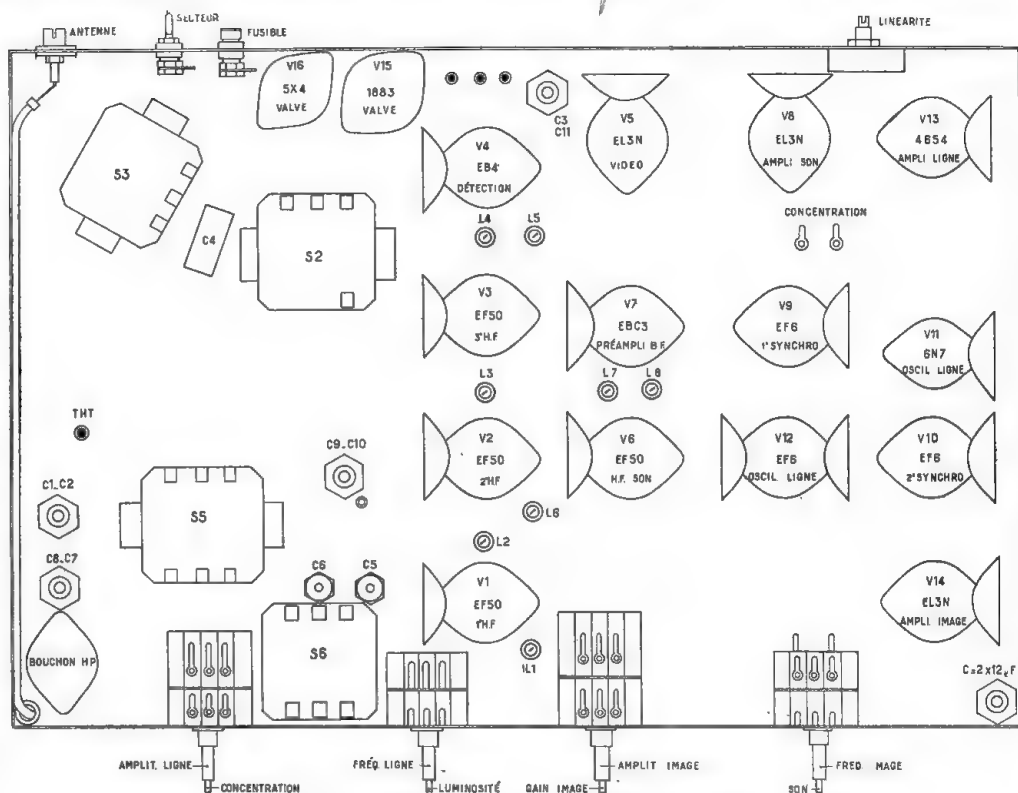 SECTEUR
ANTENNE
FUSIBLE
LINEARITE
V16
5X4
VALVE
V15
1883
VALVE
C3
C11
V5
EL3N
VIDEO
V8
EL3N
AMPLI SON
V13
4654
AMPLI LIGNE
V4
EB4
DÉTECTION
S3
C4
S2
L4
L5
CONCENTRATION
V3
EF50
3°H.F
V7
EBC3
PRÉAMPLI B.F.
V9
EF6
1° SYNCHRO
V11
6N7
OSCIL LIGNE
L3
L7
L8
THT
C9_C10
V2
EF50
2°HF
V6
EF50
H.F. SON
V12
EF6
OSCIL LIGNE
V10
EF6
2°SYNCHRO
C1_C2
S5
L6
L2
C8_C7
C6
C5
V1
EF50
1°H.F
V14
EL3N
AMPLI IMAGE
BOUCHON HP
S6
L1
AMPLIT. LIGNE
CONCENTRATION
FRÉQ. LIGNE
LUMINOSITÉ
AMPLIT IMAGE
GAIN IMAGE
FREQ MAGE
SON